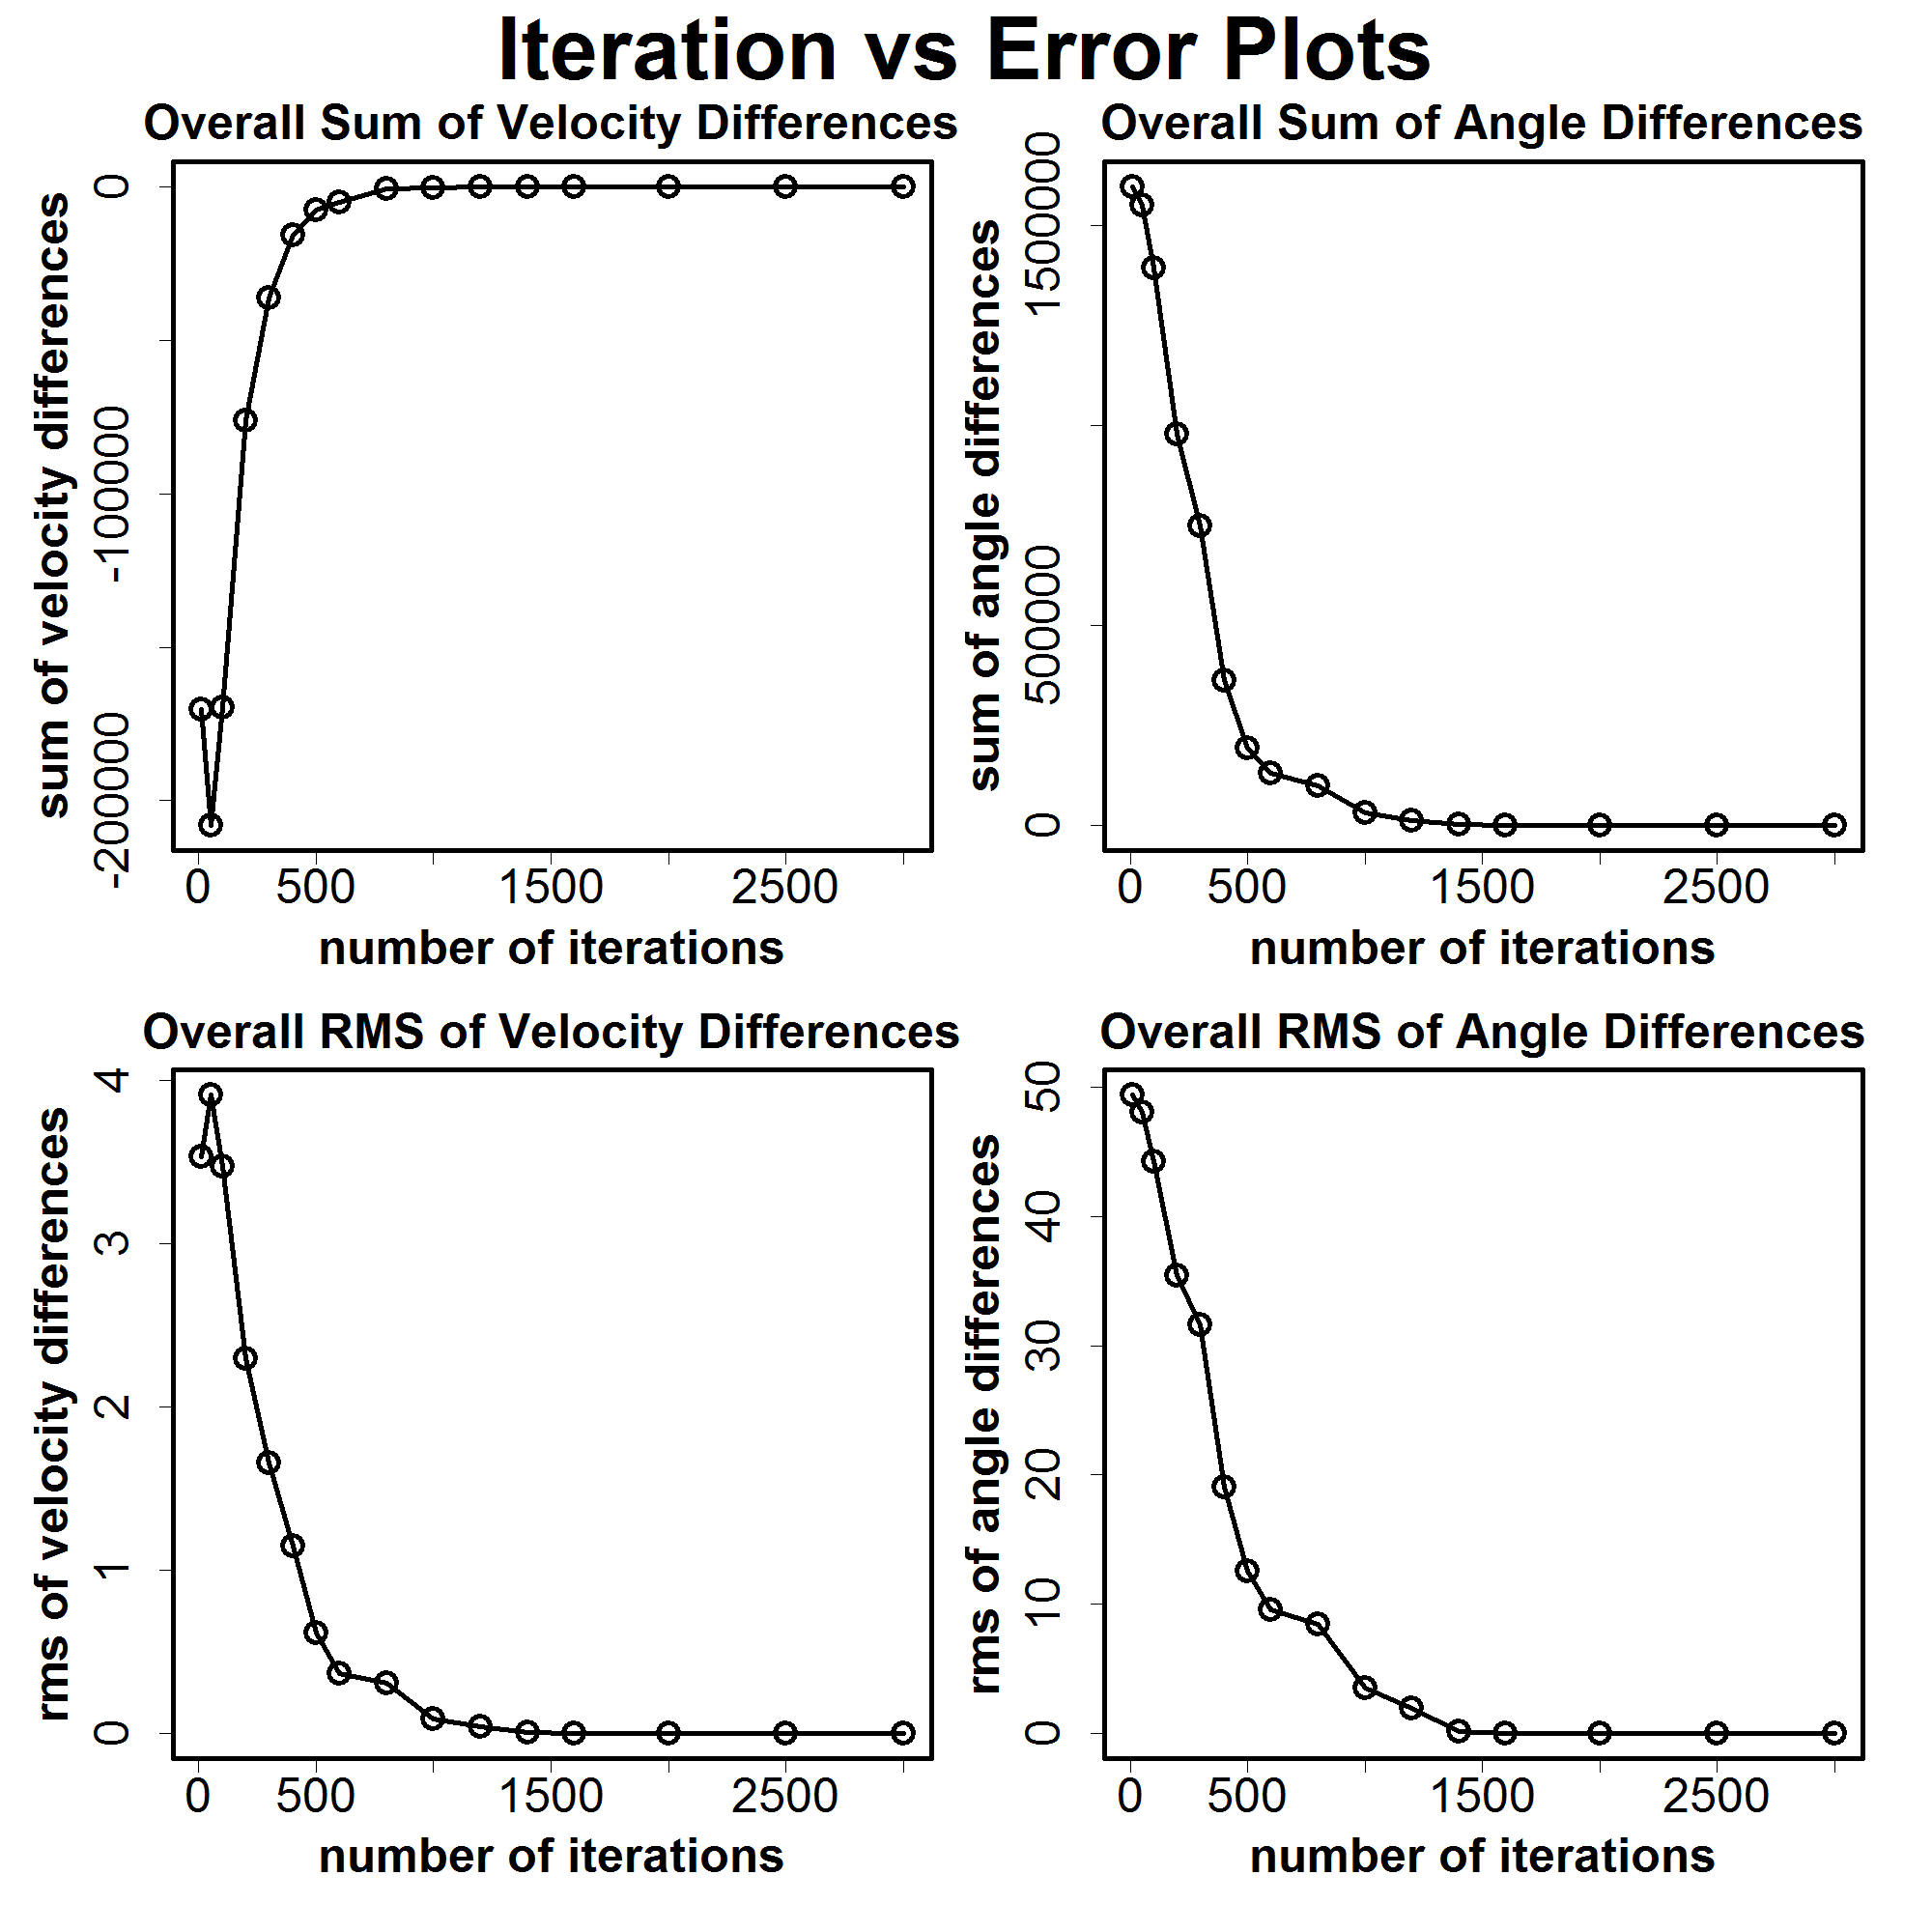 Iteration vs Error Plots
Overall Sum of Velocity Differences
sum of velocity differences
0
-100000
-200000
0 500 1500 2500
number of iterations
Overall Sum of Angle Differences
sum of angle differences
1500000
500000
0
0 500 1500 2500
number of iterations
Overall RMS of Velocity Differences
rms of velocity differences
4
3
2
1
0
0 500 1500 2500
number of iterations
Overall RMS of Angle Differences
rms of angle differences
50
40
30
20
10
0
0 500 1500 2500
number of iterations